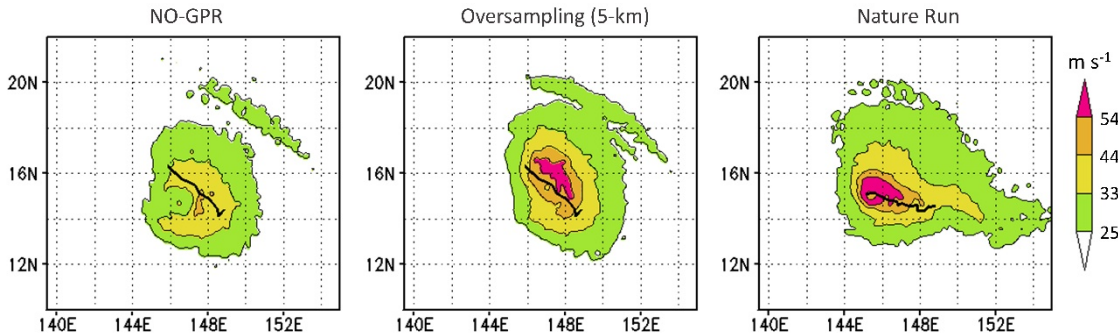 NO-GPR Oversampling (5-km) Nature Run
m s⁻¹
20N 20N 20N
54
44
16N 16N 16N
33
25
12N 12N 12N
140E 144E 148E 152E 140E 144E 148E 152E 140E 144E 148E 152E